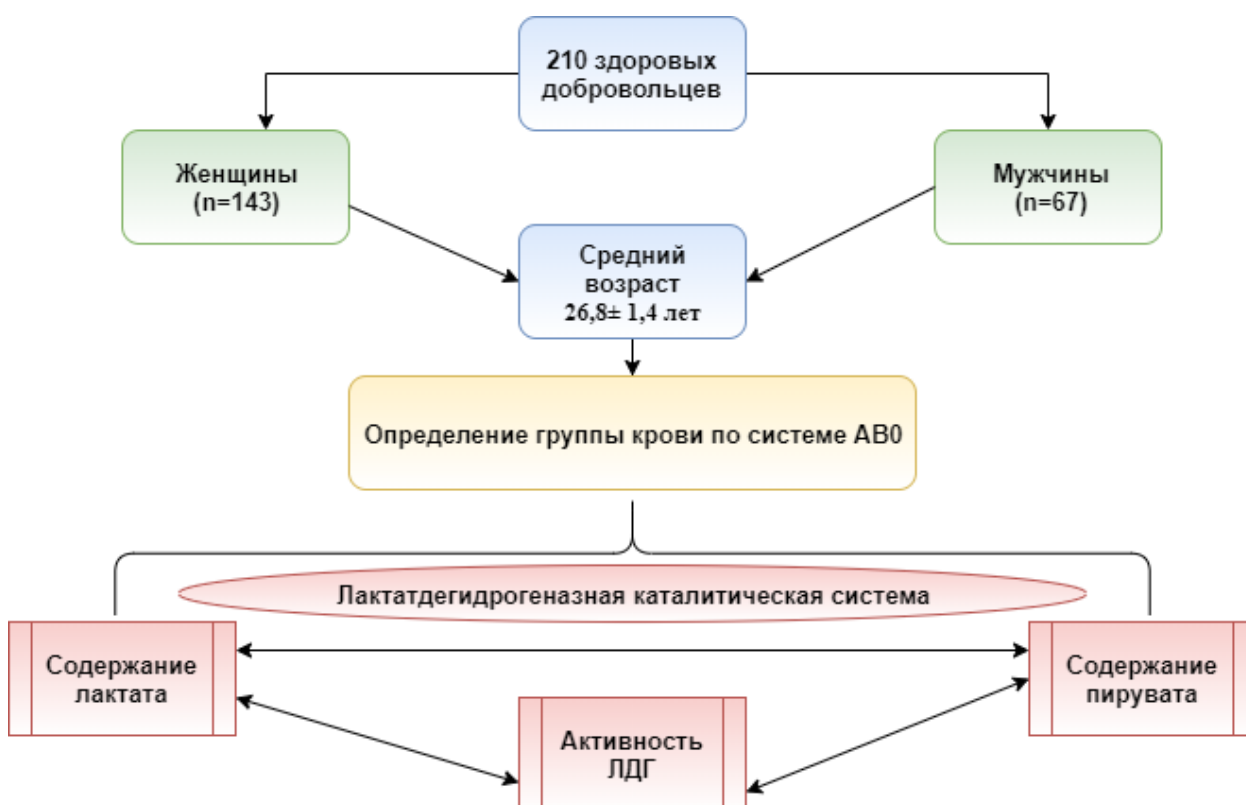 210 здоровых
добровольцев
Женщины
(n=143)
Мужчины
(n=67)
Средний
возраст
26,8± 1,4 лет
Определение группы крови по системе АВ0
Лактатдегидрогеназная каталитическая система
Содержание
лактата
Содержание
пирувата
Активность
ЛДГ